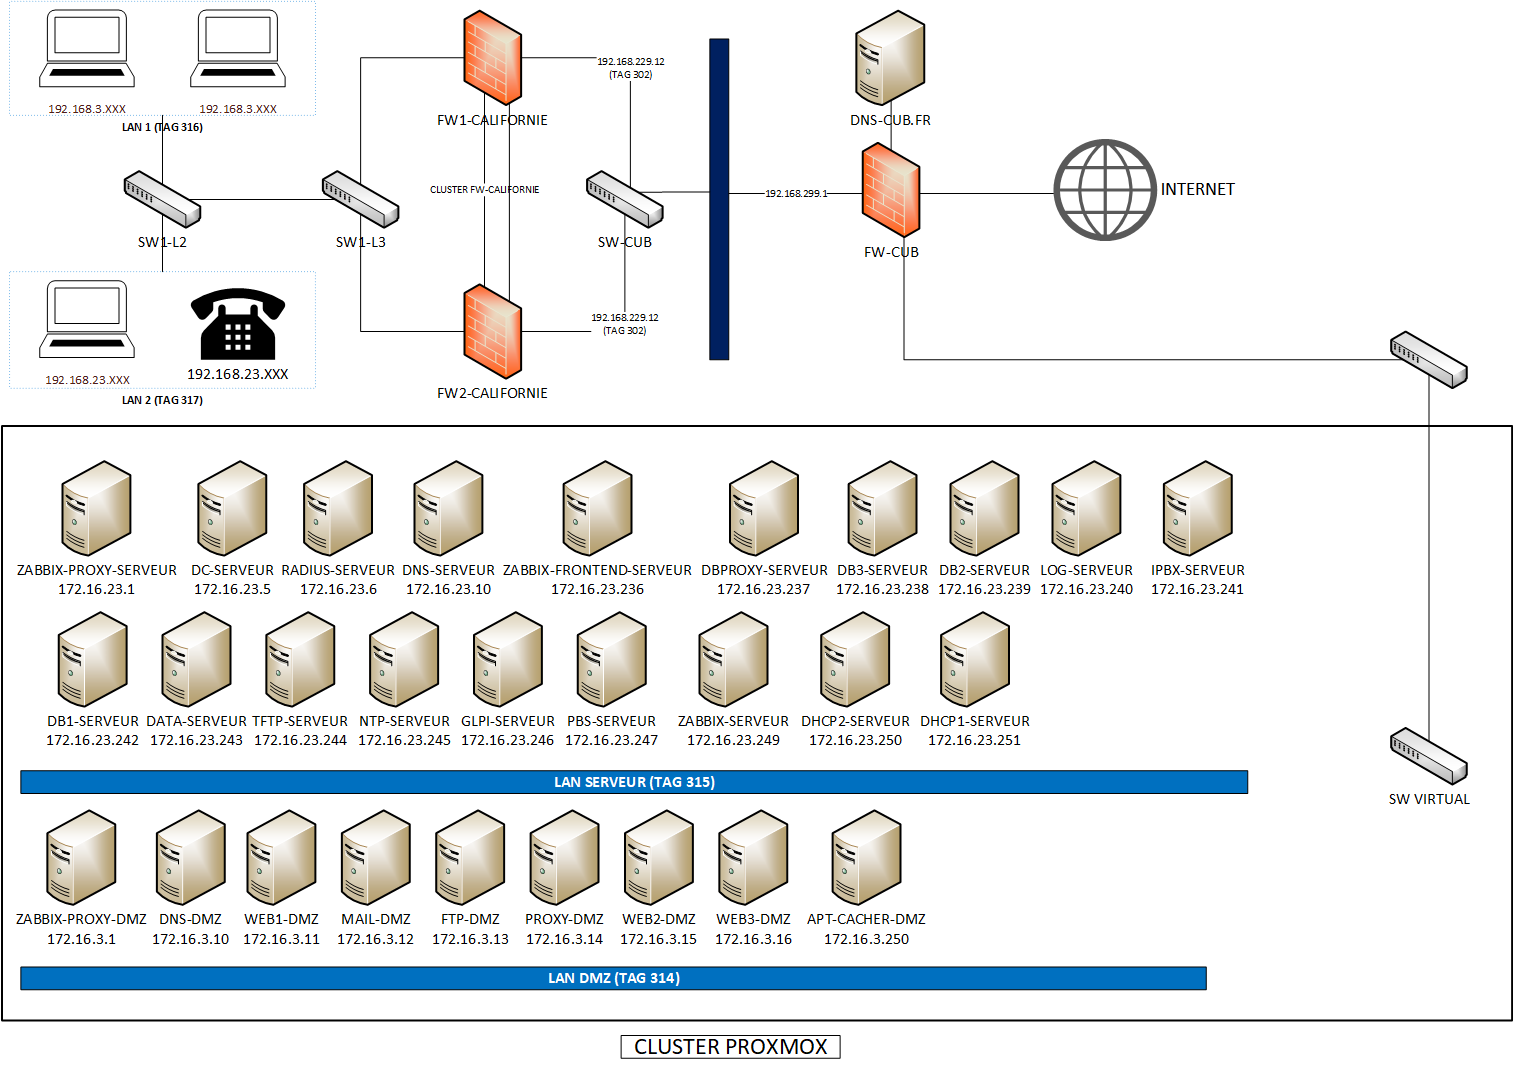 192.168.3.XXX
192.168.3.XXX
LAN 1 (TAG 316)
SW1-L2
192.168.23.XXX
192.168.23.XXX
LAN 2 (TAG 317)
SW1-L3
FW1-CALIFORNIE
CLUSTER FW-CALIFORNIE
FW2-CALIFORNIE
192.168.229.12
(TAG 302)
SW-CUB
192.168.229.12
(TAG 302)
192.168.299.1
DNS-CUB.FR
FW-CUB
INTERNET
ZABBIX-PROXY-SERVEUR
172.16.23.1
DC-SERVEUR
172.16.23.5
RADIUS-SERVEUR
172.16.23.6
DNS-SERVEUR
172.16.23.10
ZABBIX-FRONTEND-SERVEUR
172.16.23.236
DBPROXY-SERVEUR
172.16.23.237
DB3-SERVEUR
172.16.23.238
DB2-SERVEUR
172.16.23.239
LOG-SERVEUR
172.16.23.240
IPBX-SERVEUR
172.16.23.241
DB1-SERVEUR
172.16.23.242
DATA-SERVEUR
172.16.23.243
TFTP-SERVEUR
172.16.23.244
NTP-SERVEUR
172.16.23.245
GLPI-SERVEUR
172.16.23.246
PBS-SERVEUR
172.16.23.247
ZABBIX-SERVEUR
172.16.23.249
DHCP2-SERVEUR
172.16.23.250
DHCP1-SERVEUR
172.16.23.251
LAN SERVEUR (TAG 315)
SW VIRTUAL
ZABBIX-PROXY-DMZ
172.16.3.1
DNS-DMZ
172.16.3.10
WEB1-DMZ
172.16.3.11
MAIL-DMZ
172.16.3.12
FTP-DMZ
172.16.3.13
PROXY-DMZ
172.16.3.14
WEB2-DMZ
172.16.3.15
WEB3-DMZ
172.16.3.16
APT-CACHER-DMZ
172.16.3.250
LAN DMZ (TAG 314)
CLUSTER PROXMOX